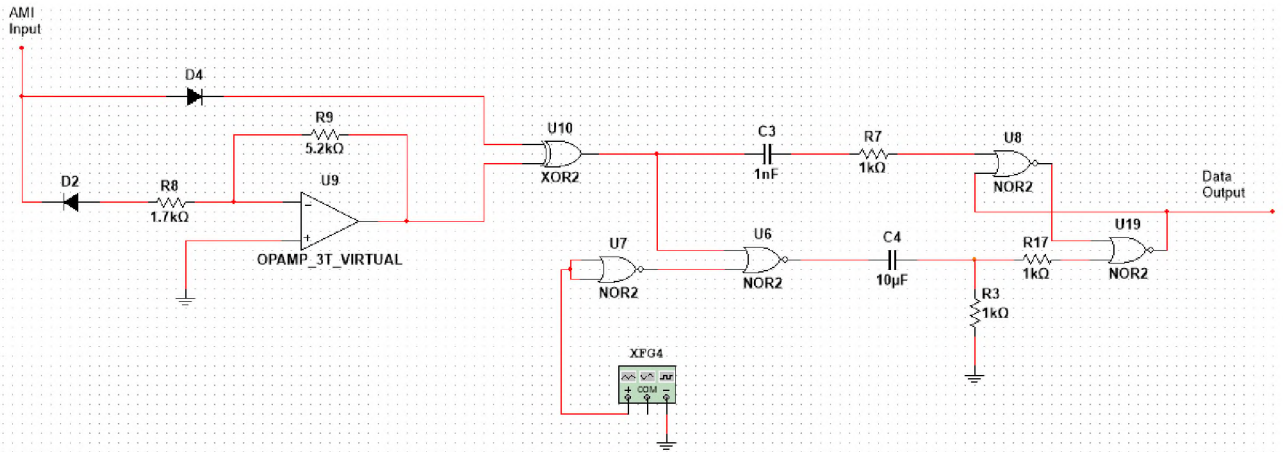 AMI
Input
D4
R9
5.2kΩ
U10
XOR2
C3
1nF
R7
1kΩ
U8
NOR2
Data
Output
D2
R8
1.7kΩ
U9
OPAMP_3T_VIRTUAL
U7
NOR2
U6
NOR2
C4
10µF
R17
1kΩ
U19
NOR2
R3
1kΩ
XFG4
+ COM −